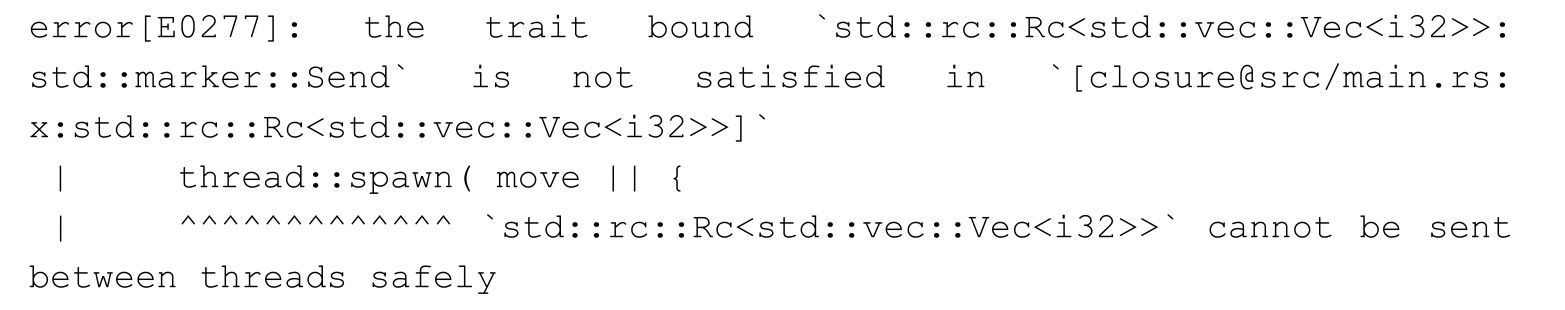 error[E0277]: the trait bound `std::rc::Rc<std::vec::Vec<i32>>:
std::marker::Send` is not satisfied in `[closure@src/main.rs:
x:std::rc::Rc<std::vec::Vec<i32>>]`
 |     thread::spawn( move || {
 |     ^^^^^^^^^^^^^ `std::rc::Rc<std::vec::Vec<i32>>` cannot be sent
between threads safely